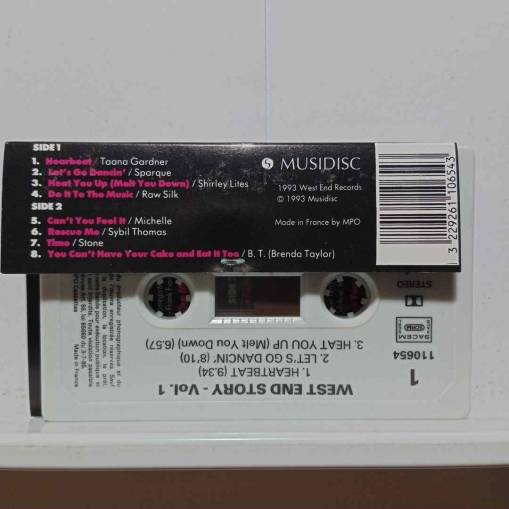 SIDE 1
1. Hearbeat / Taana Gardner
2. Let's Go Dancin' / Sparque
3. Heat You Up (Melt You Down) / Shirley Lites
4. Do It To The Music / Raw Silk
SIDE 2
5. Can't You Feel It / Michelle
6. Rescue Me / Sybil Thomas
7. Time / Stone
8. You Can't Have Your Cake and Eat It Too / B. T. (Brenda Taylor)
MUSIDISC
1993 West End Records
© 1993 Musidisc
Made in France by MPO
3 229261 106543
WEST END STORY - Vol. 1
1. HEARTBEAT (9.34)
2. LET'S GO DANCIN' (8.10)
3. HEAT YOU UP (Melt You Down) (6.57)
1
110654
SACEM
STEREO
Made in France